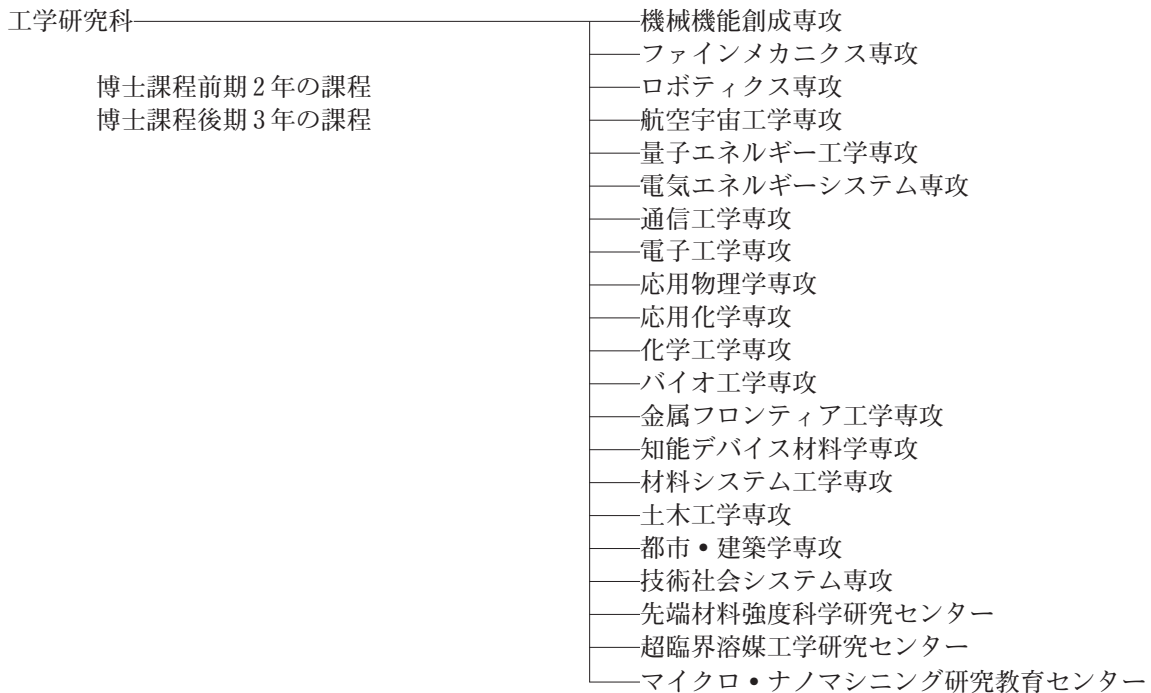 工学研究科
機械機能創成専攻
ファインメカニクス専攻
博士課程前期2年の課程
ロボティクス専攻
博士課程後期3年の課程
航空宇宙工学専攻
量子エネルギー工学専攻
電気エネルギーシステム専攻
通信工学専攻
電子工学専攻
応用物理学専攻
応用化学専攻
化学工学専攻
バイオ工学専攻
金属フロンティア工学専攻
知能デバイス材料学専攻
材料システム工学専攻
土木工学専攻
都市・建築学専攻
技術社会システム専攻
先端材料強度科学研究センター
超臨界溶媒工学研究センター
マイクロ・ナノマシニング研究教育センター